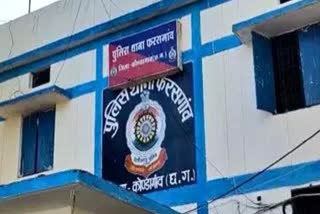 पुलिस थाना फरसगांव
जिला-कोण्डागांव (छ.ग.)
पुलिस थाना फरसगांव
कोण्डागांव (छ.ग.)
पुलिस थाना